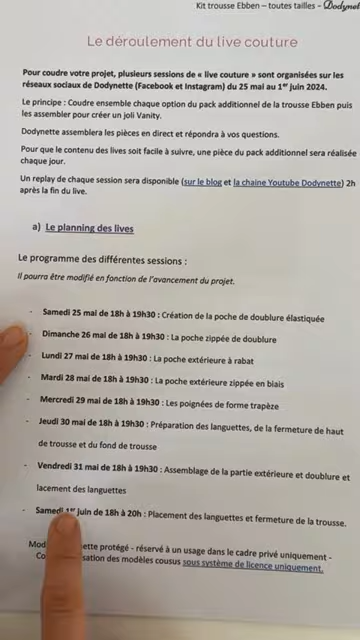 Kit trousse Ebben – toutes tailles – Dodynet
Le déroulement du live couture
Pour coudre votre projet, plusieurs sessions de « live couture » sont organisées sur les
réseaux sociaux de Dodynette (Facebook et Instagram) du 25 mai au 1er juin 2024.
Le principe : Coudre ensemble chaque option du pack additionnel de la trousse Ebben puis
les assembler pour créer un joli Vanity.
Dodynette assemblera les pièces en direct et répondra à vos questions.
Pour que le contenu des lives soit facile à suivre, une pièce du pack additionnel sera réalisée
chaque jour.
Un replay de chaque session sera disponible (sur le blog et la chaine Youtube Dodynette) 2h
après la fin du live.
a) Le planning des lives
Le programme des différentes sessions :
Il pourra être modifié en fonction de l'avancement du projet.
- Samedi 25 mai de 18h à 19h30 : Création de la poche de doublure élastiquée
- Dimanche 26 mai de 18h à 19h30 : La poche zippée de doublure
- Lundi 27 mai de 18h à 19h30 : La poche extérieure à rabat
- Mardi 28 mai de 18h à 19h30 : La poche extérieure zippée en biais
- Mercredi 29 mai de 18h à 19h30 : Les poignées de forme trapèze
- Jeudi 30 mai de 18h à 19h30 : Préparation des languettes, de la fermeture de haut
de trousse et du fond de trousse
- Vendredi 31 mai de 18h à 19h30 : Assemblage de la partie extérieure et doublure et
lacement des languettes
- Samedi 1er juin de 18h à 20h : Placement des languettes et fermeture de la trousse.
Mod ette protégé - réservé à un usage dans le cadre privé uniquement -
Co sation des modèles cousus sous système de licence uniquement.